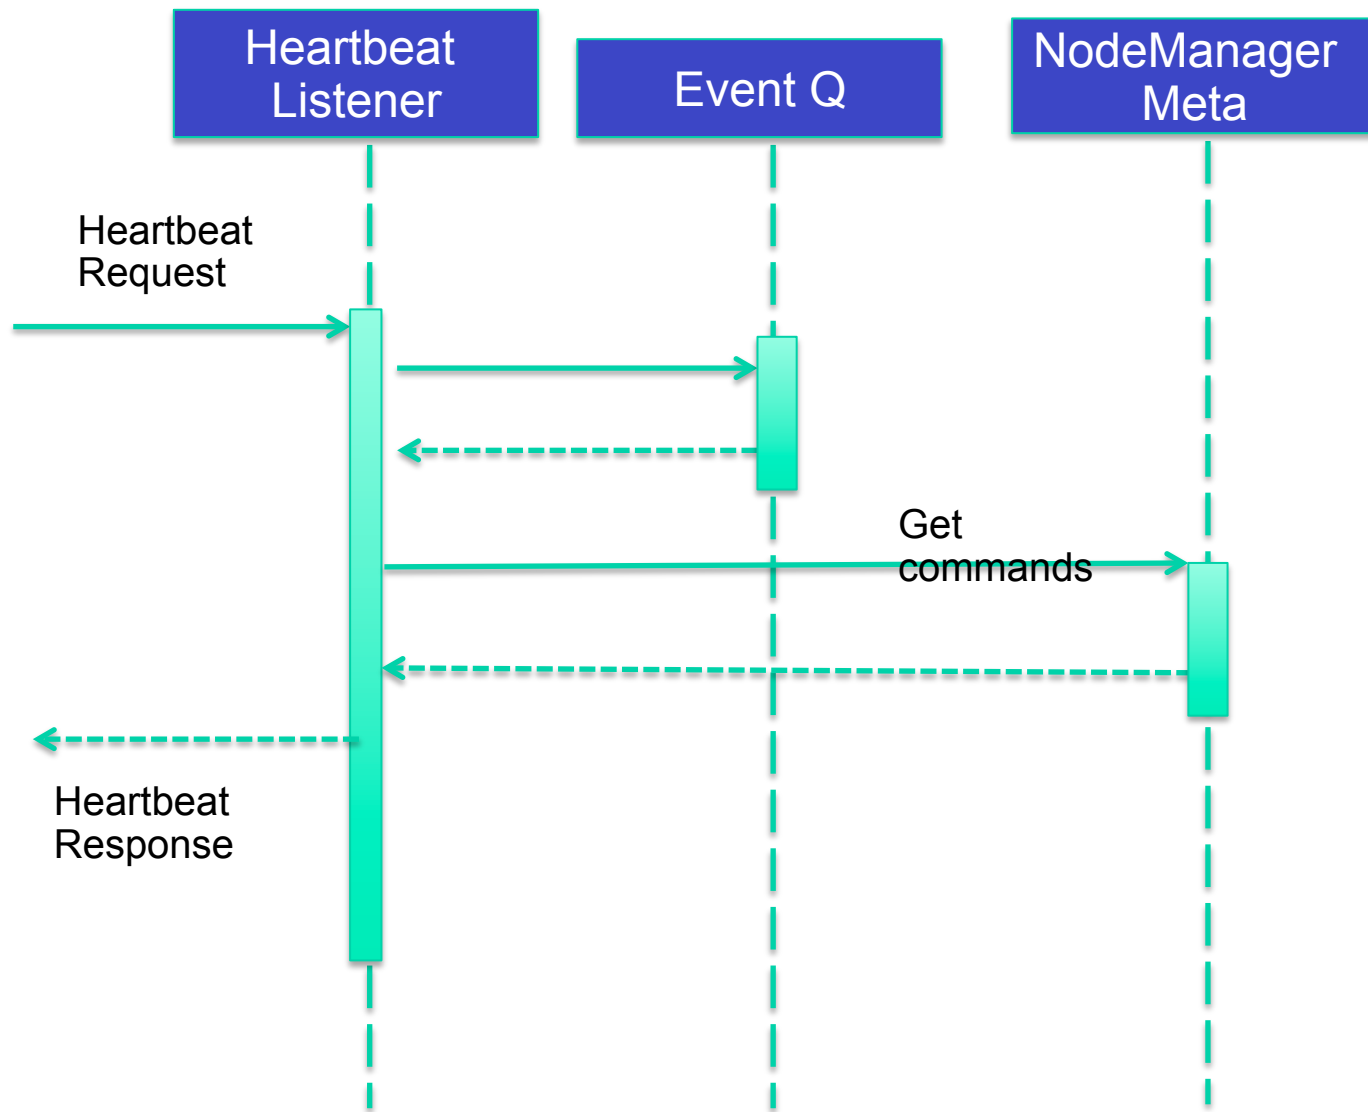 Heartbeat
Listener
Event Q
NodeManager
Meta
Heartbeat
Request
Get
commands
Heartbeat
Response